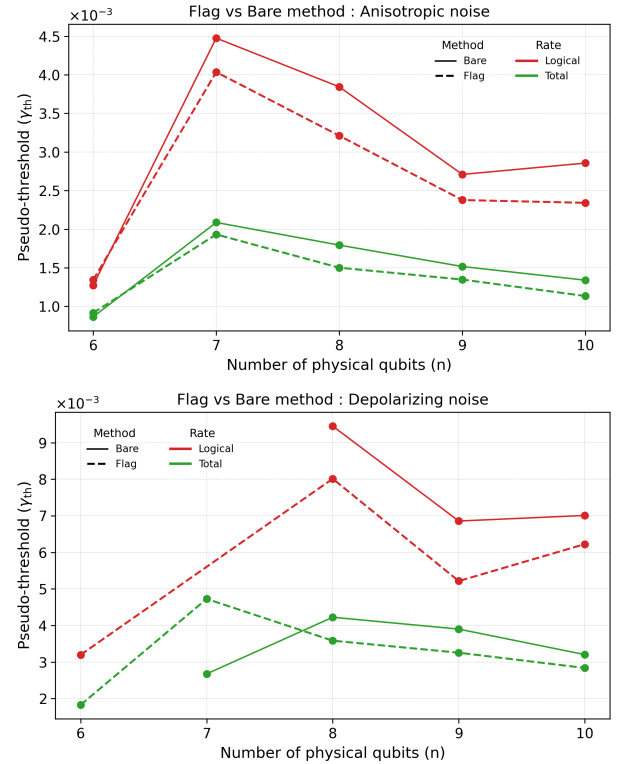 Flag vs Bare method : Anisotropic noise
×10⁻³
Method Rate
Bare Logical
Flag Total
4.5
4.0
3.5
3.0
2.5
2.0
1.5
1.0
Pseudo-threshold (γth)
6 7 8 9 10
Number of physical qubits (n)
Flag vs Bare method : Depolarizing noise
×10⁻³
Method Rate
Bare Logical
Flag Total
9
8
7
6
5
4
3
2
Pseudo-threshold (γth)
6 7 8 9 10
Number of physical qubits (n)